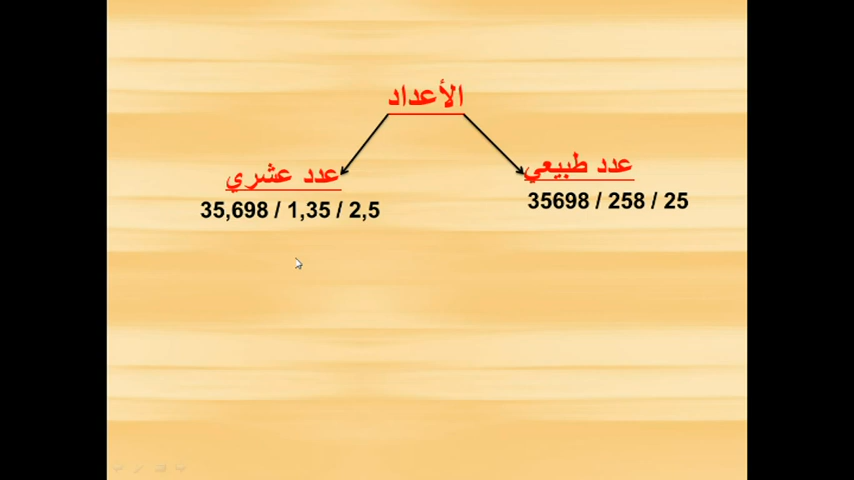 الأعداد
عدد طبيعي
35698 / 258 / 25
عدد عشري
35,698 / 1,35 / 2,5